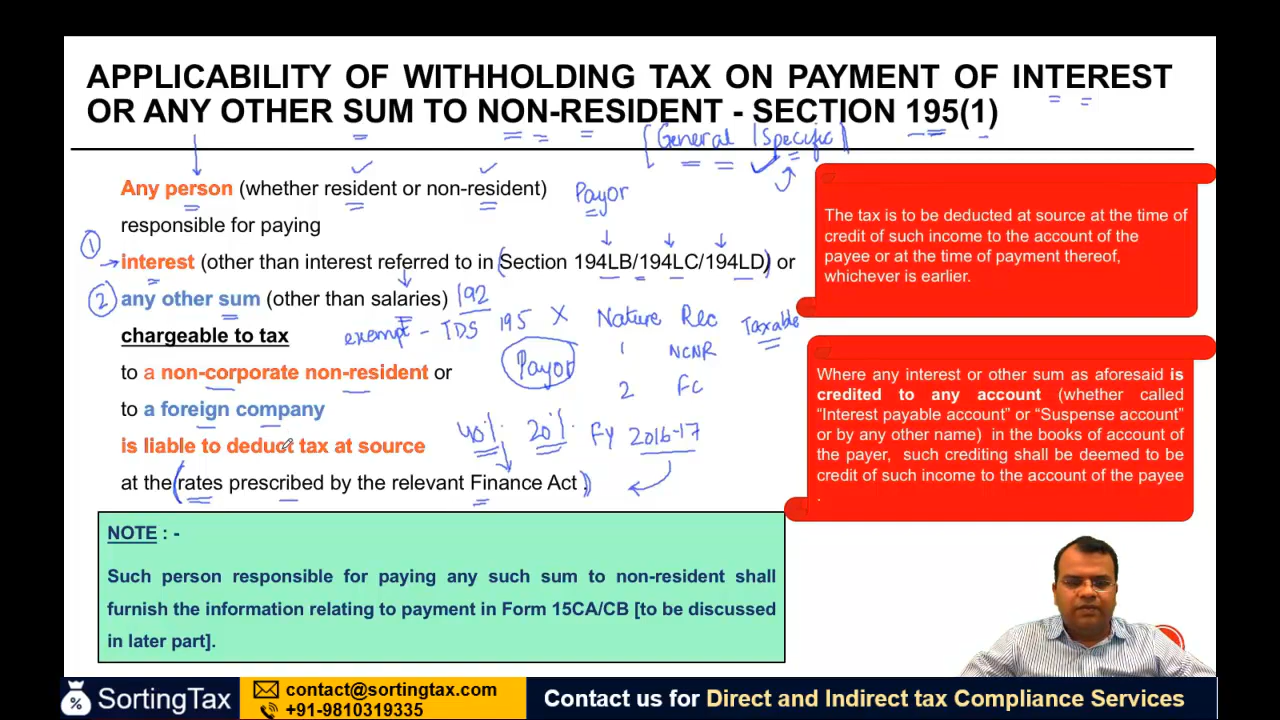 APPLICABILITY OF WITHHOLDING TAX ON PAYMENT OF INTEREST
OR ANY OTHER SUM TO NON-RESIDENT - SECTION 195(1)
[General / Specific]
Any person (whether resident or non-resident) Payor
responsible for paying
1
interest (other than interest referred to in (Section 194LB/194LC/194LD) or
2 any other sum (other than salaries) 192
chargeable to tax
exempt - TDS 195 X Nature Rec Taxable
1 NCNR
to a non-corporate non-resident or Payor
2 FC
to a foreign company
is liable to deduct tax at source 40% 20% FY 2016-17
at the (rates prescribed by the relevant Finance Act.)
The tax is to be deducted at source at the time of
credit of such income to the account of the
payee or at the time of payment thereof,
whichever is earlier.
Where any interest or other sum as aforesaid is
credited to any account (whether called
“Interest payable account” or “Suspense account”
or by any other name) in the books of account of
the payer, such crediting shall be deemed to be
credit of such income to the account of the payee
.
NOTE : -
Such person responsible for paying any such sum to non-resident shall
furnish the information relating to payment in Form 15CA/CB [to be discussed
in later part].
% SortingTax
contact@sortingtax.com
+91-9810319335
Contact us for Direct and Indirect tax Compliance Services